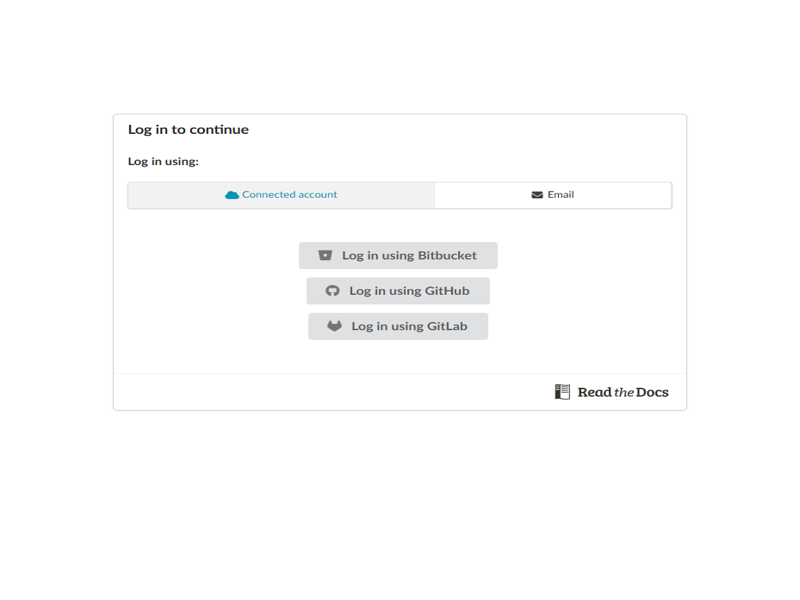 Log in to continue
Log in using:
Connected account
Email
Log in using Bitbucket
Log in using GitHub
Log in using GitLab
Read the Docs